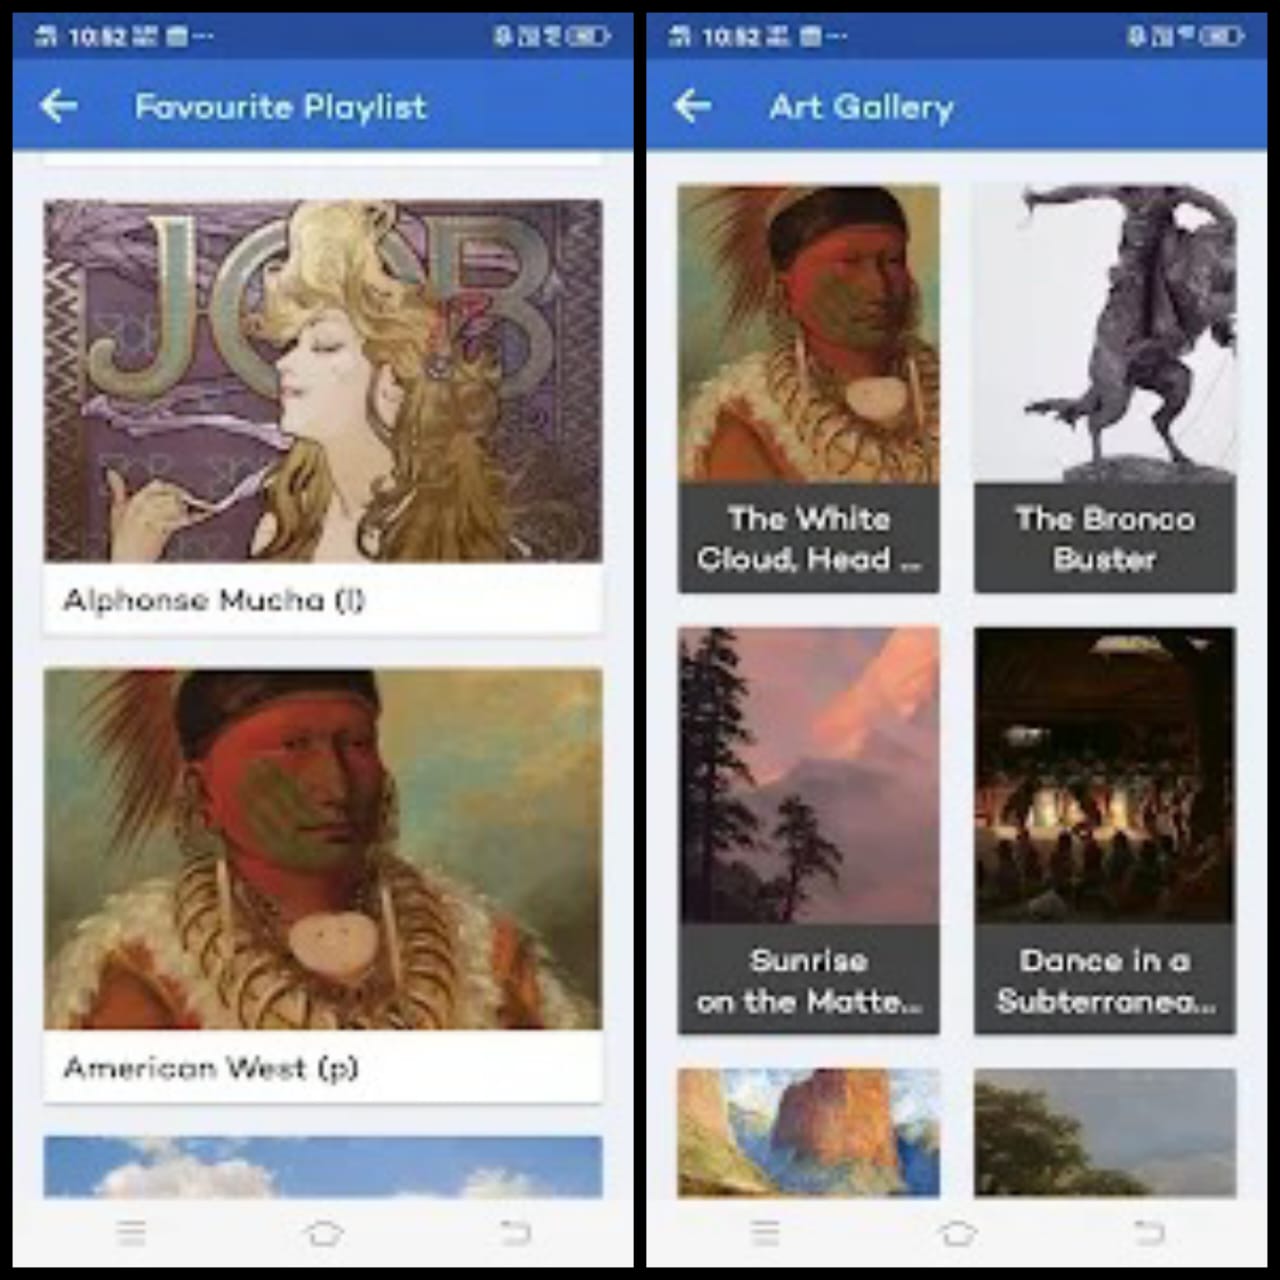 10:52
Favourite Playlist
JOB
Alphonse Mucha (l)
American West (p)
10:52
Art Gallery
The White
Cloud, Head ...
The Bronco
Buster
Sunrise
on the Matte...
Dance in a
Subterranea...